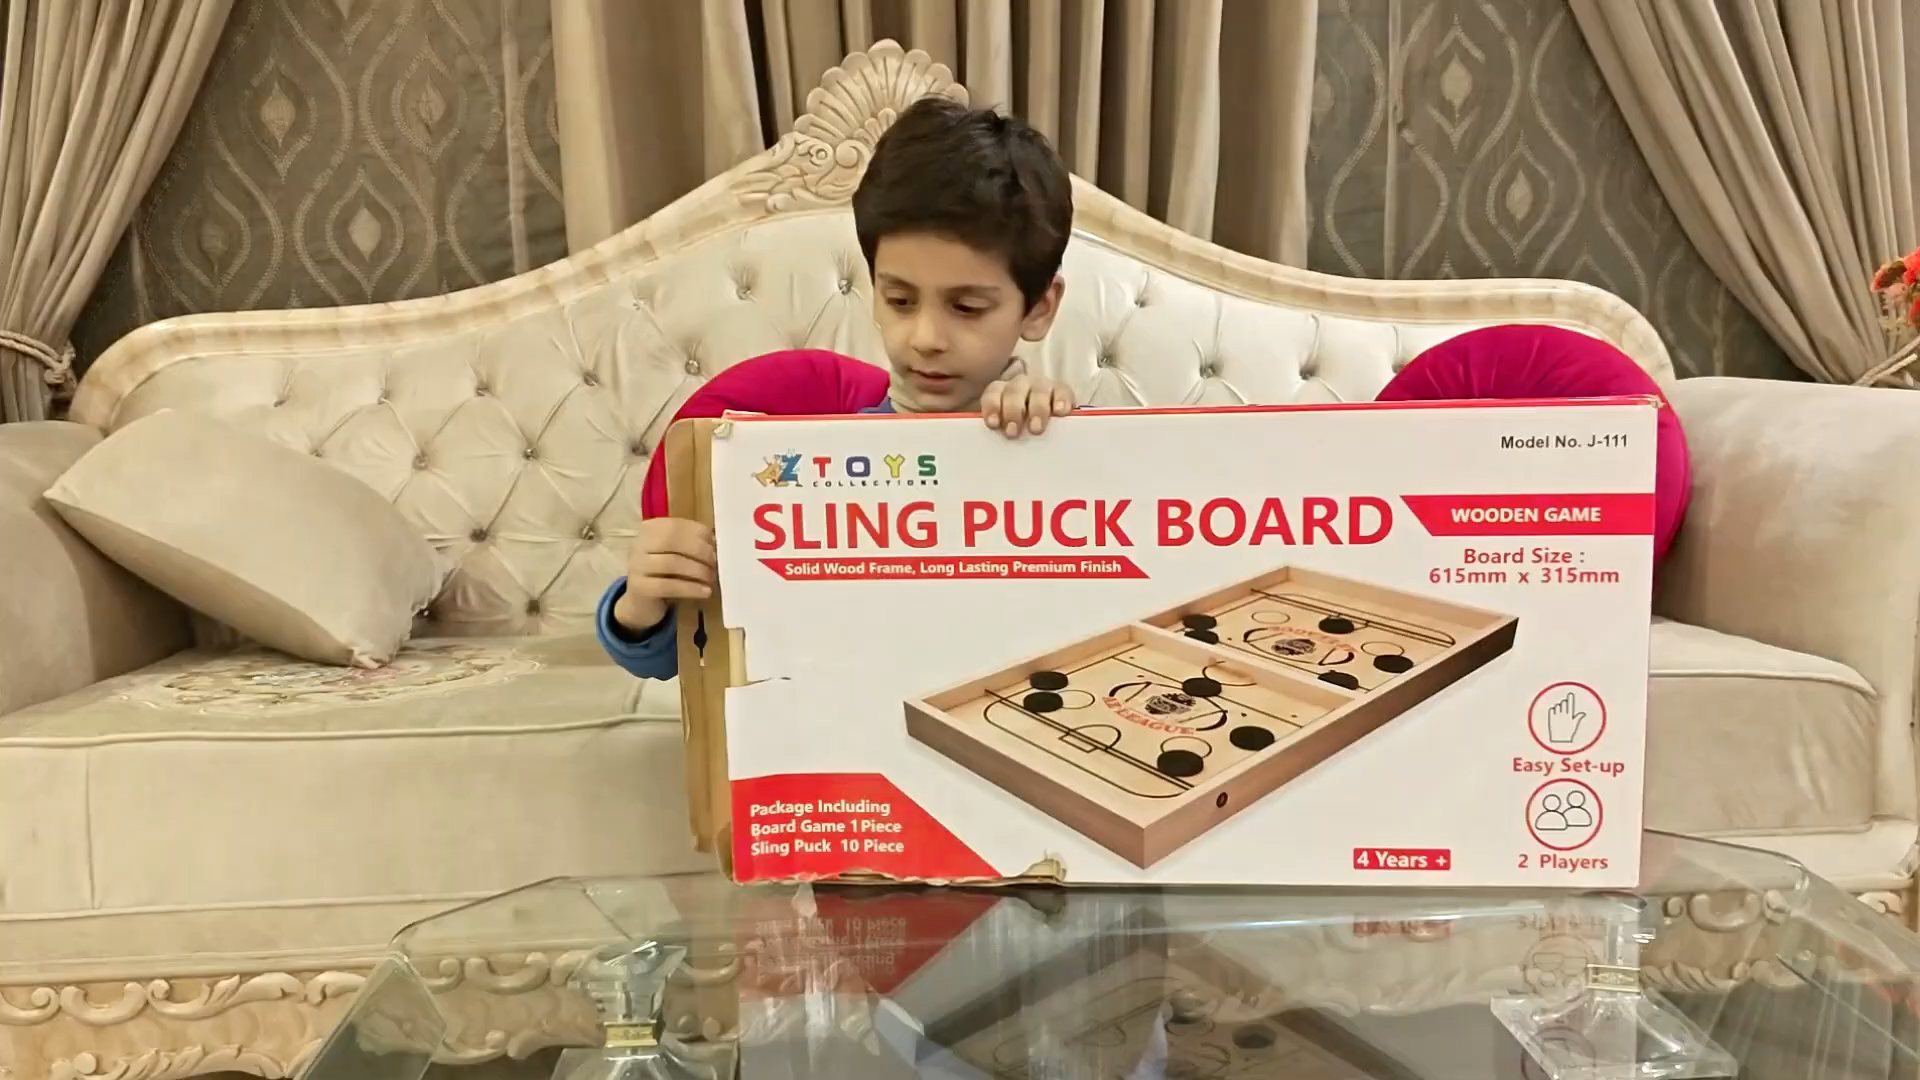 Model No. J-111
AZ TOYS
COLLECTIONS
SLING PUCK BOARD
WOODEN GAME
Solid Wood Frame, Long Lasting Premium Finish
Board Size :
615mm x 315mm
Easy Set-up
Package Including
Board Game 1 Piece
Sling Puck 10 Piece
4 Years +
2 Players